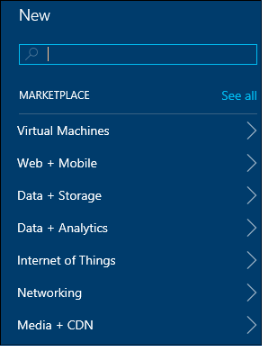 New
MARKETPLACE See all
Virtual Machines
Web + Mobile
Data + Storage
Data + Analytics
Internet of Things
Networking
Media + CDN